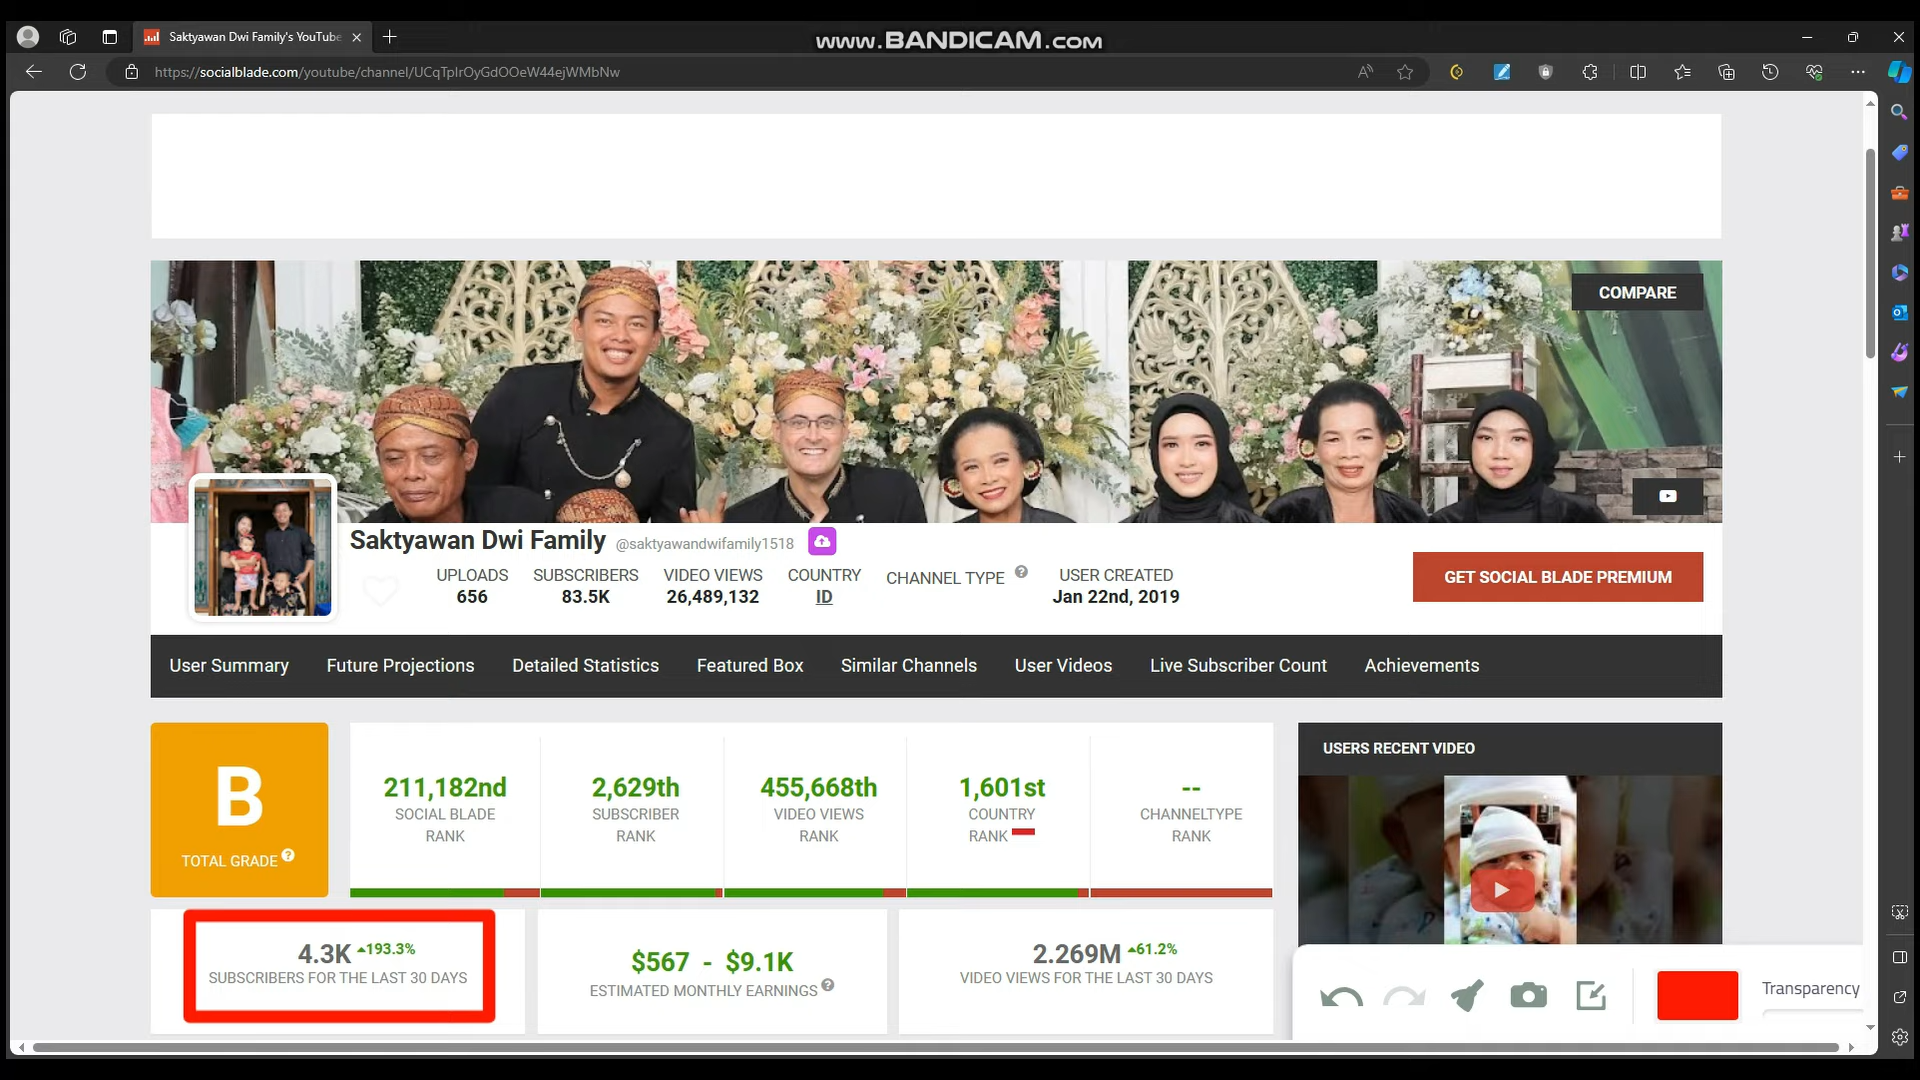 Saktyawan Dwi Family's YouTube
www.BANDICAM.com
https://socialblade.com/youtube/channel/UCqTpIrOyGdOOeW44ejWMbNw
COMPARE
Saktyawan Dwi Family @saktyawandwifamily1518
UPLOADS
656
SUBSCRIBERS
83.5K
VIDEO VIEWS
26,489,132
COUNTRY
ID
CHANNEL TYPE
USER CREATED
Jan 22nd, 2019
GET SOCIAL BLADE PREMIUM
User Summary Future Projections Detailed Statistics Featured Box Similar Channels User Videos Live Subscriber Count Achievements
B
TOTAL GRADE
211,182nd
SOCIAL BLADE
RANK
2,629th
SUBSCRIBER
RANK
455,668th
VIDEO VIEWS
RANK
1,601st
COUNTRY
RANK
--
CHANNELTYPE
RANK
USERS RECENT VIDEO
4.3K 193.3%
SUBSCRIBERS FOR THE LAST 30 DAYS
$567 - $9.1K
ESTIMATED MONTHLY EARNINGS
2.269M 61.2%
VIDEO VIEWS FOR THE LAST 30 DAYS
Transparency